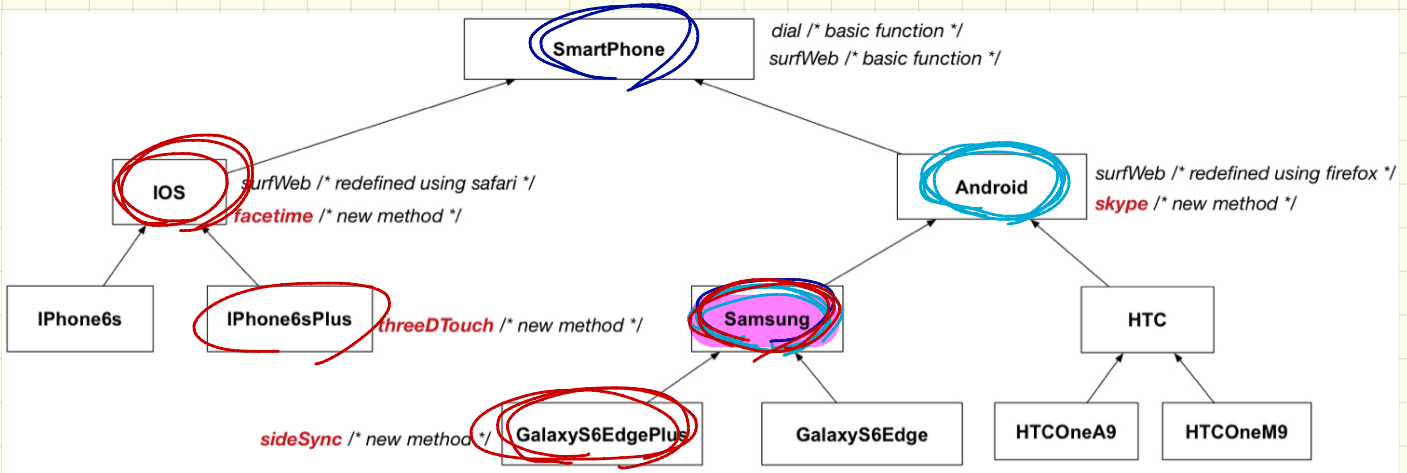 SmartPhone
dial /* basic function */
surfWeb /* basic function */
IOS
surfWeb /* redefined using safari */
facetime /* new method */
Android
surfWeb /* redefined using firefox */
skype /* new method */
IPhone6s
IPhone6sPlus
threeDTouch /* new method */
Samsung
HTC
sideSync /* new method */
GalaxyS6EdgePlus
GalaxyS6Edge
HTCOneA9
HTCOneM9